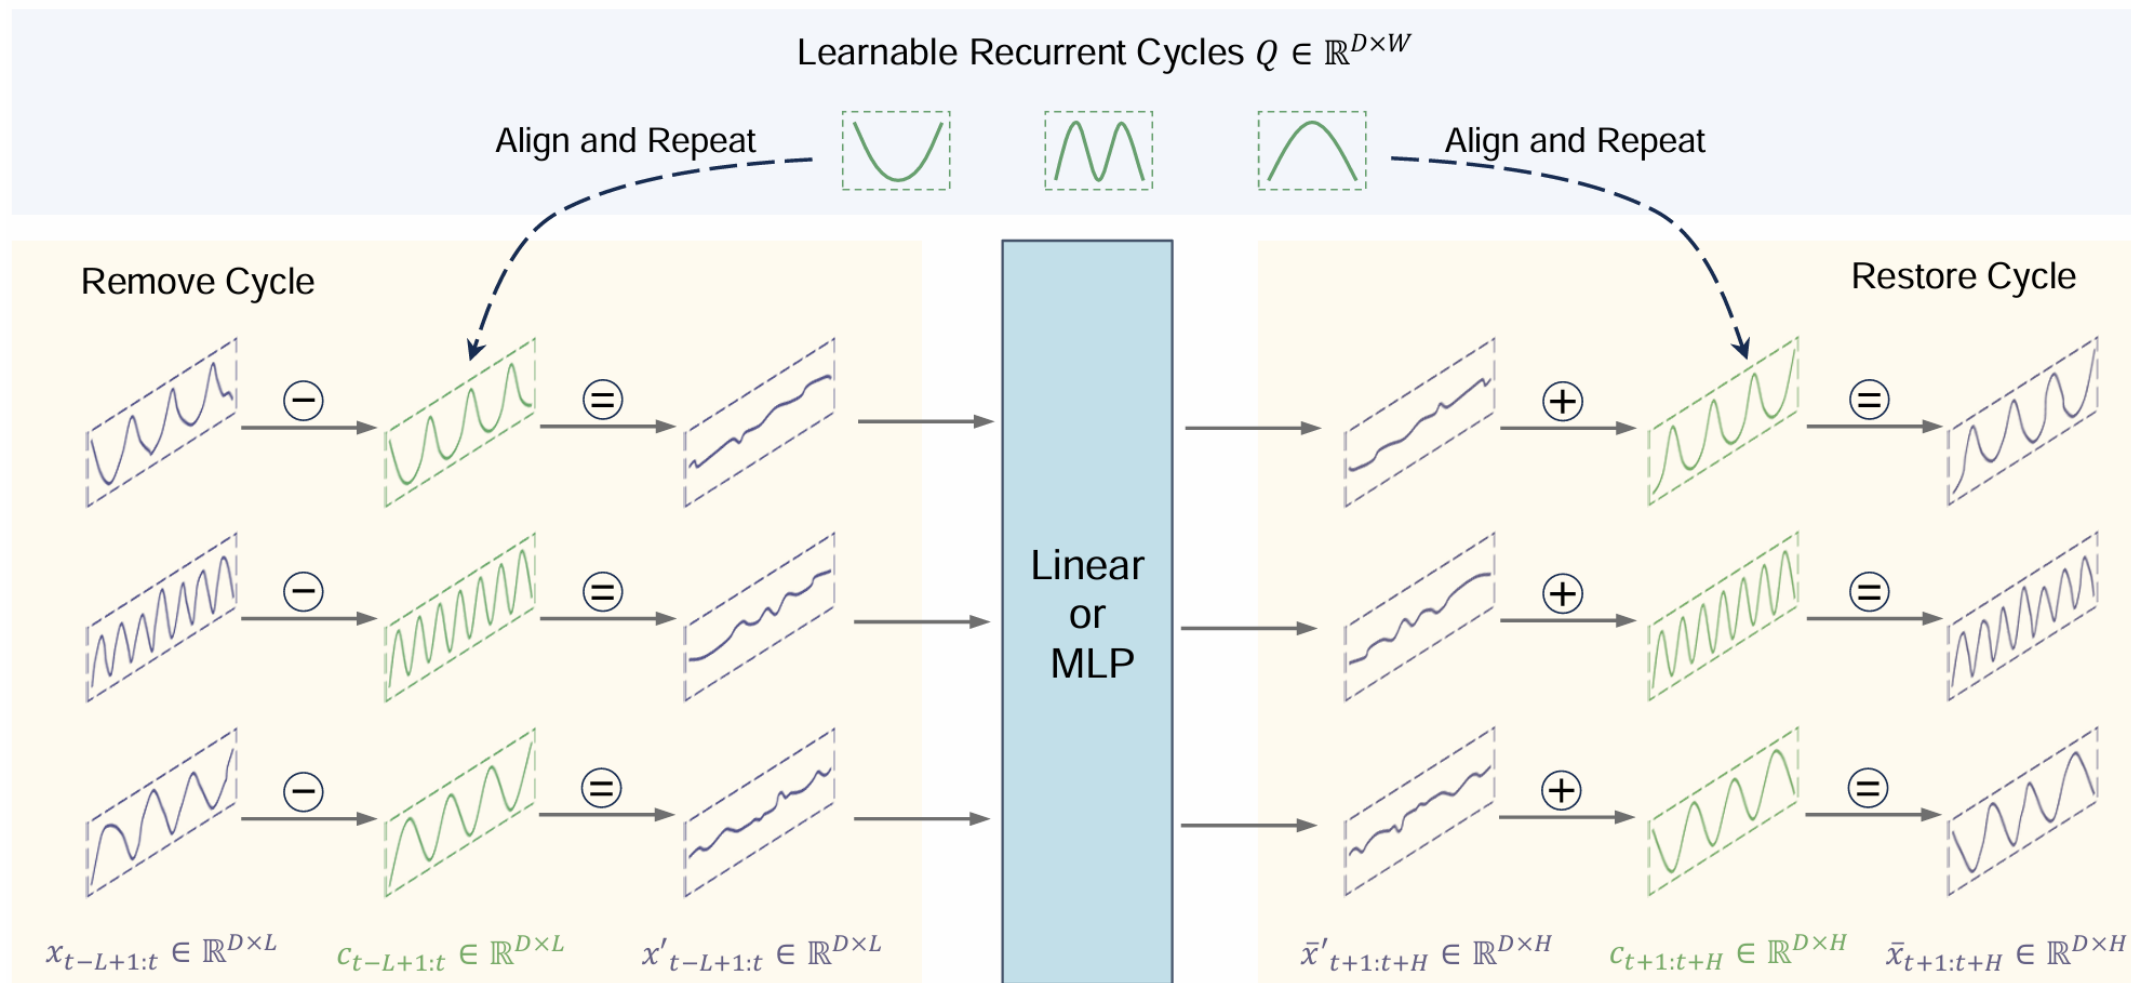 Learnable Recurrent Cycles Q ∈ ℝ^{D×W}
Align and Repeat
Align and Repeat
Remove Cycle
Restore Cycle
− = + =
− = + =
− = + =
Linear
or
MLP
x_{t−L+1:t} ∈ ℝ^{D×L}
c_{t−L+1:t} ∈ ℝ^{D×L}
x′_{t−L+1:t} ∈ ℝ^{D×L}
x̄′_{t+1:t+H} ∈ ℝ^{D×H}
c_{t+1:t+H} ∈ ℝ^{D×H}
x̄_{t+1:t+H} ∈ ℝ^{D×H}